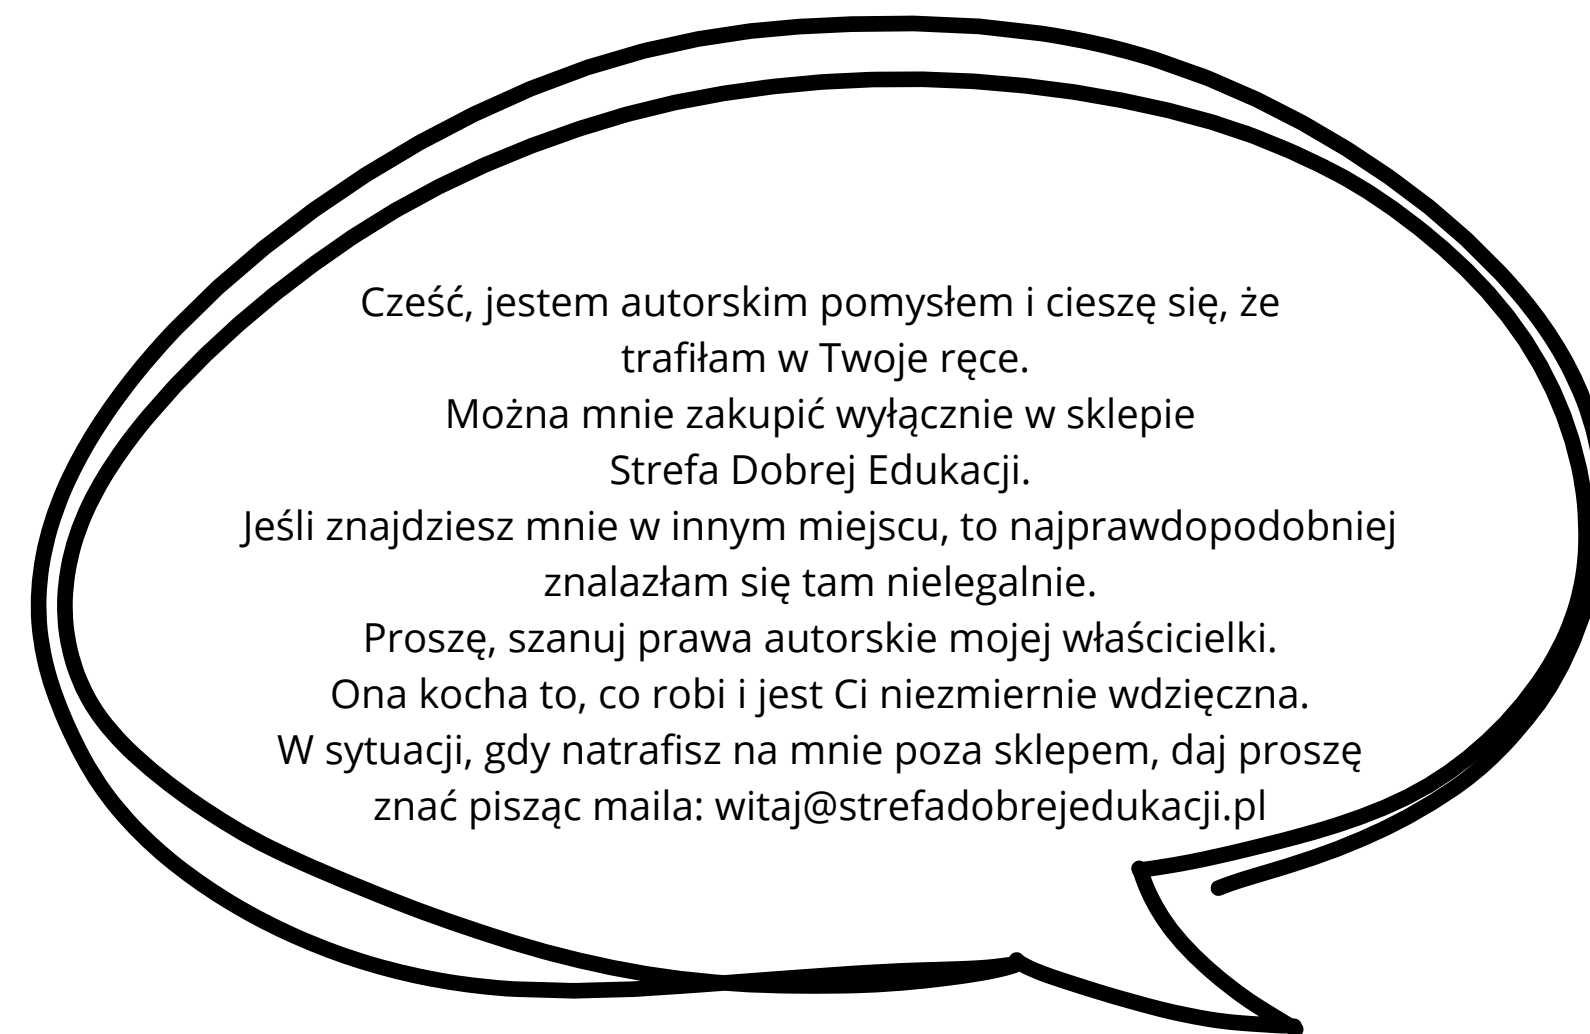 Cześć, jestem autorskim pomysłem i cieszę się, że
trafiłam w Twoje ręce.
Można mnie zakupić wyłącznie w sklepie
Strefa Dobrej Edukacji.
Jeśli znajdziesz mnie w innym miejscu, to najprawdopodobniej
znalazłam się tam nielegalnie.
Proszę, szanuj prawa autorskie mojej właścicielki.
Ona kocha to, co robi i jest Ci niezmiernie wdzięczna.
W sytuacji, gdy natrafisz na mnie poza sklepem, daj proszę
znać pisząc maila: witaj@strefadobrejedukacji.pl